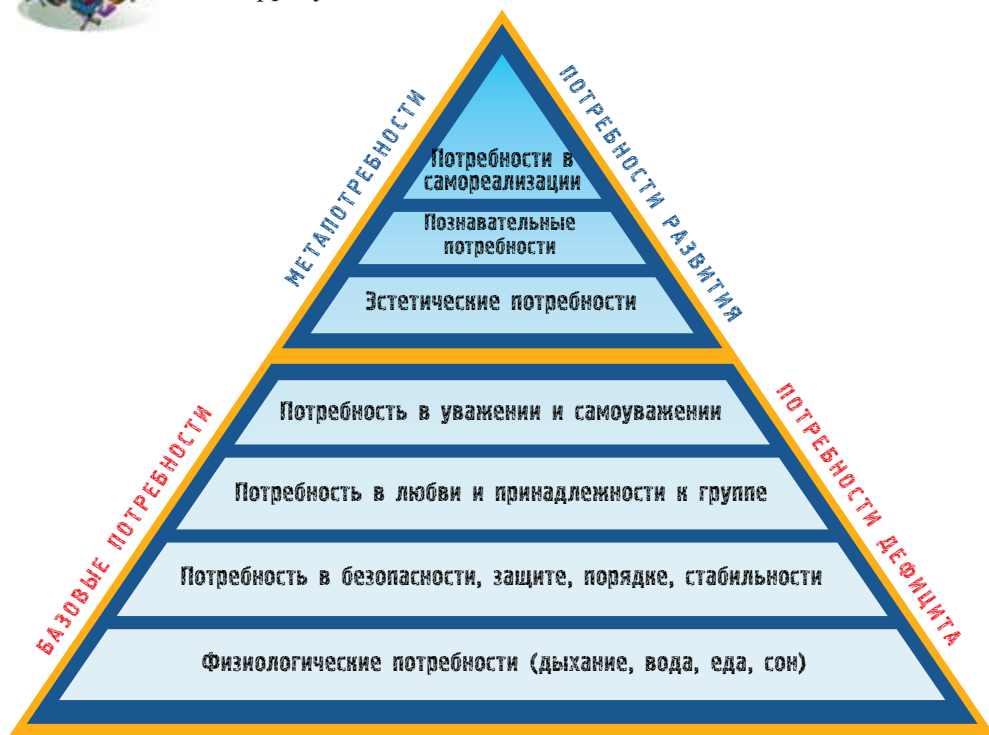 МЕТАПОТРЕБНОСТИ
ПОТРЕБНОСТИ РАЗВИТИЯ
Потребности в
самореализации
Познавательные
потребности
Эстетические потребности
БАЗОВЫЕ ПОТРЕБНОСТИ
ПОТРЕБНОСТИ ДЕФИЦИТА
Потребность в уважении и самоуважении
Потребность в любви и принадлежности к группе
Потребность в безопасности, защите, порядке, стабильности
Физиологические потребности (дыхание, вода, еда, сон)